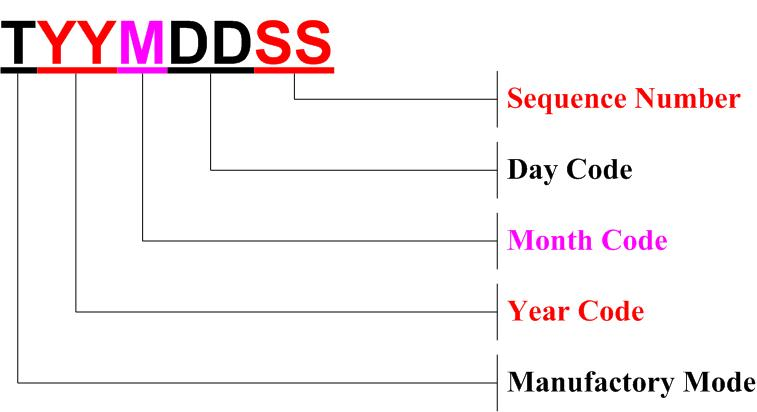 TYYMDDSS
Sequence Number
Day Code
Month Code
Year Code
Manufactory Mode